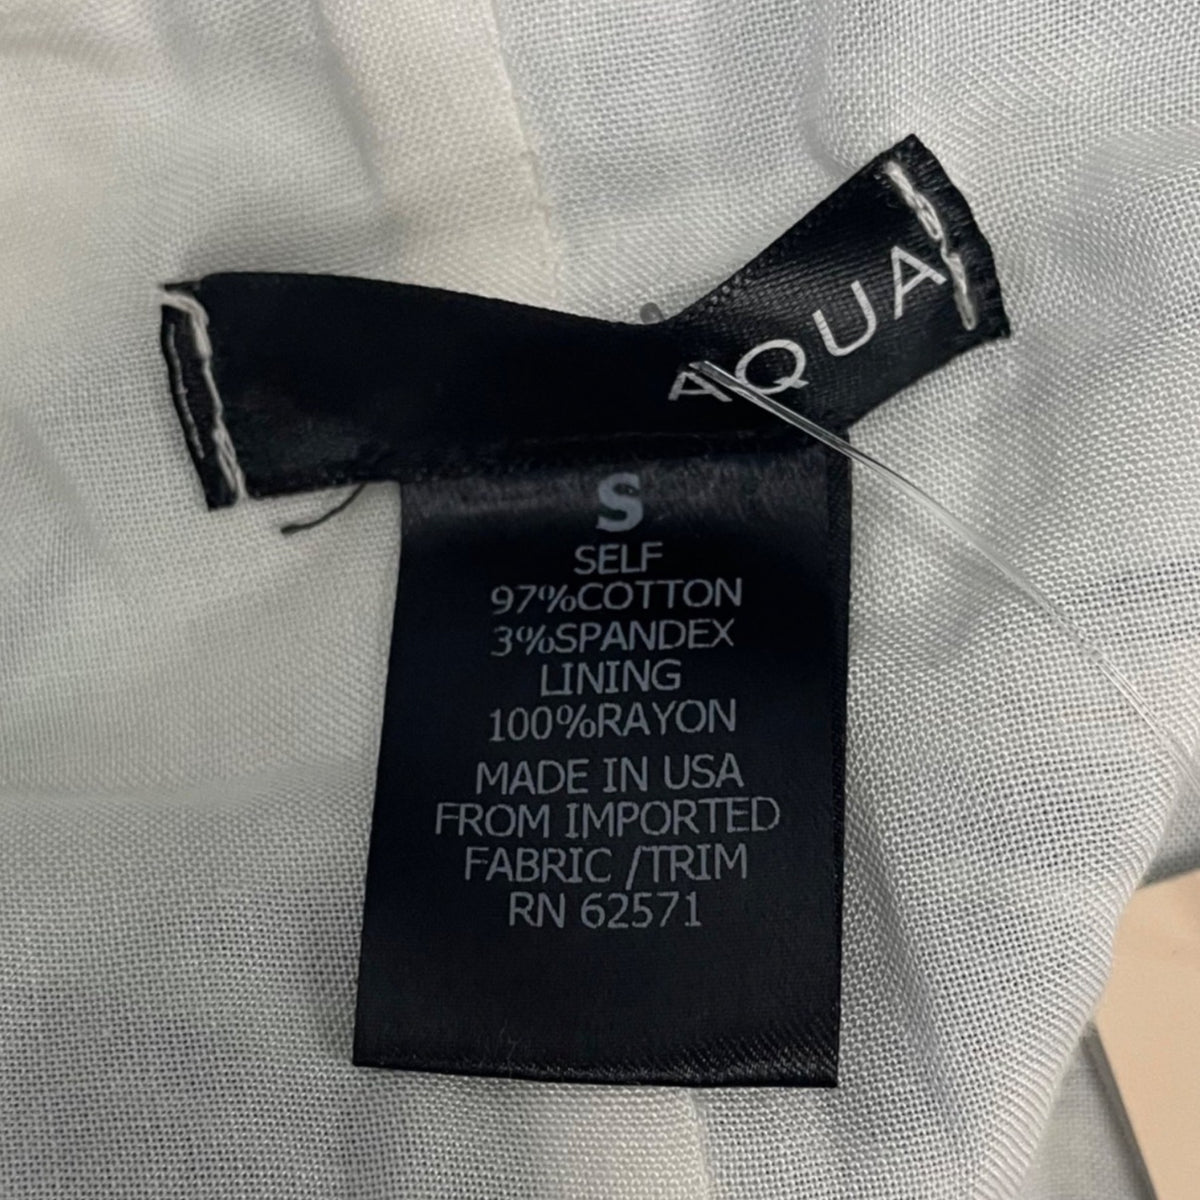 AQUA
S
SELF
97%COTTON
3%SPANDEX
LINING
100%RAYON
MADE IN USA
FROM IMPORTED
FABRIC /TRIM
RN 62571